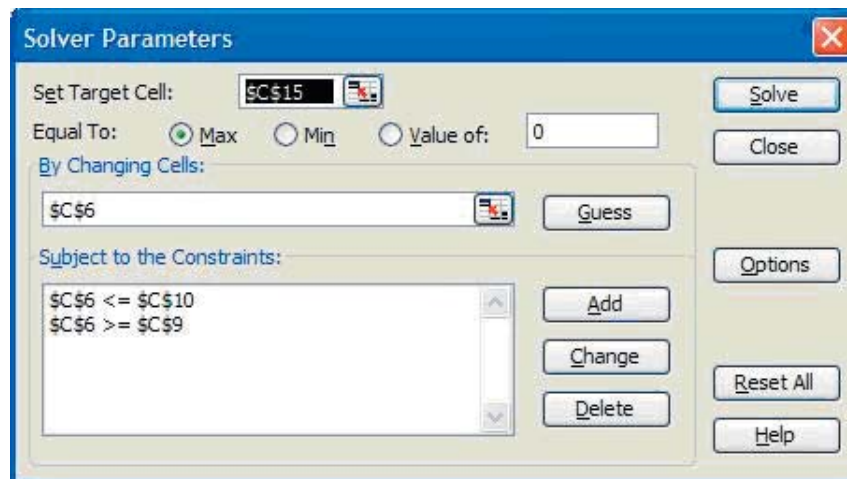 Solver Parameters
Set Target Cell: $C$15 Solve
Equal To: Max Min Value of: 0 Close
By Changing Cells:
$C$6 Guess
Subject to the Constraints: Options
$C$6 <= $C$10 Add
$C$6 >= $C$9
Change
Reset All
Delete
Help